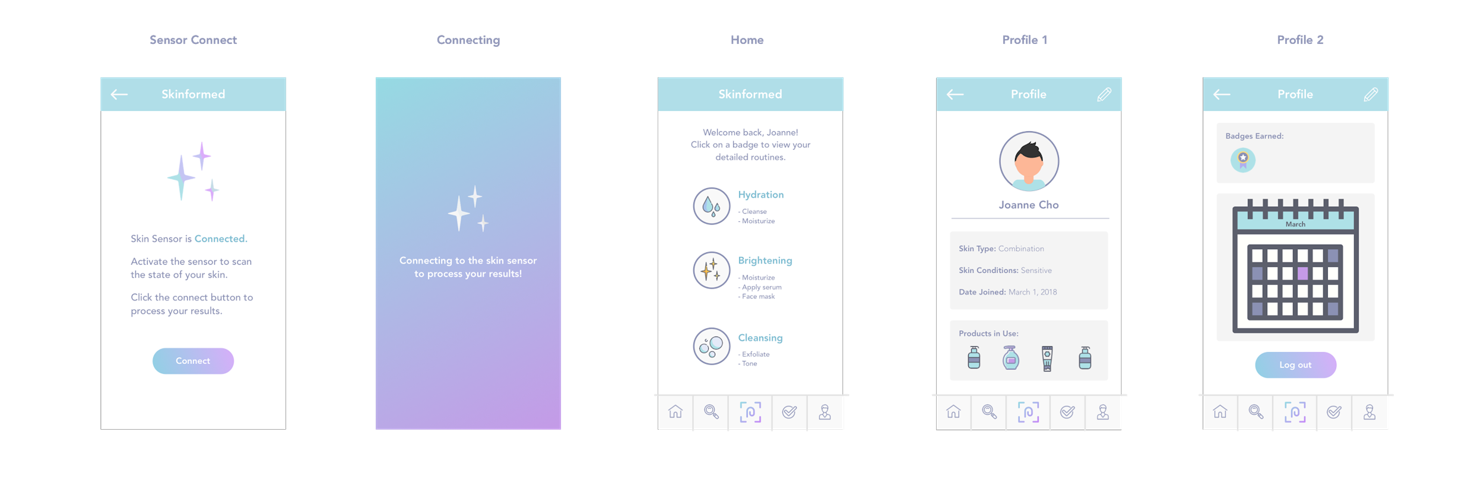 Sensor Connect
Skinformed
Skin Sensor is Connected.
Activate the sensor to scan
the state of your skin.
Click the connect button to
process your results.
Connect
Connecting
Connecting to the skin sensor
to process your results!
Home
Skinformed
Welcome back, Joanne!
Click on a badge to view your
detailed routines.
Hydration
- Cleanse
- Moisturize
Brightening
- Moisturize
- Apply serum
- Face mask
Cleansing
- Exfoliate
- Tone
Profile 1
Profile
Joanne Cho
Skin Type: Combination
Skin Conditions: Sensitive
Date Joined: March 1, 2018
Products in Use:
Profile 2
Profile
Badges Earned:
March
Log out